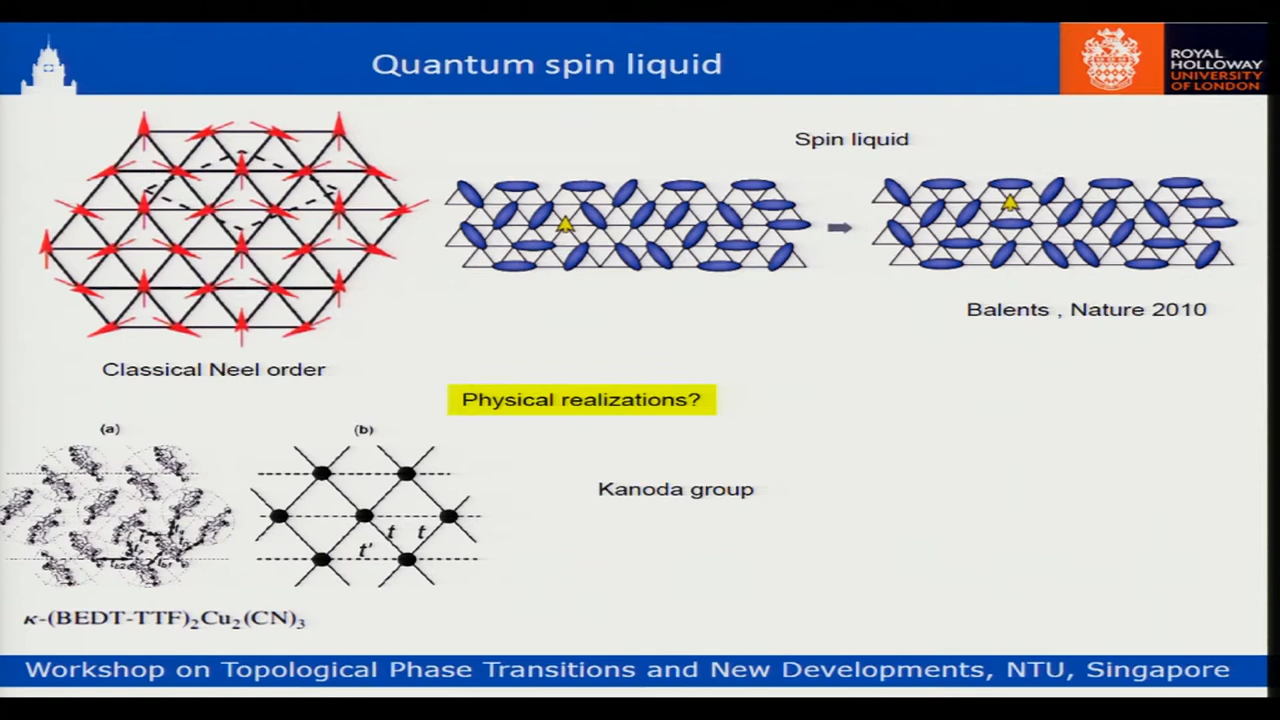 Quantum spin liquid
ROYAL
HOLLOWAY
UNIVERSITY
OF LONDON
Spin liquid
Balents , Nature 2010
Classical Neel order
Physical realizations?
(a)
(b)
Kanoda group
t t
t'
κ-(BEDT-TTF)₂Cu₂(CN)₃
Workshop on Topological Phase Transitions and New Developments, NTU, Singapore